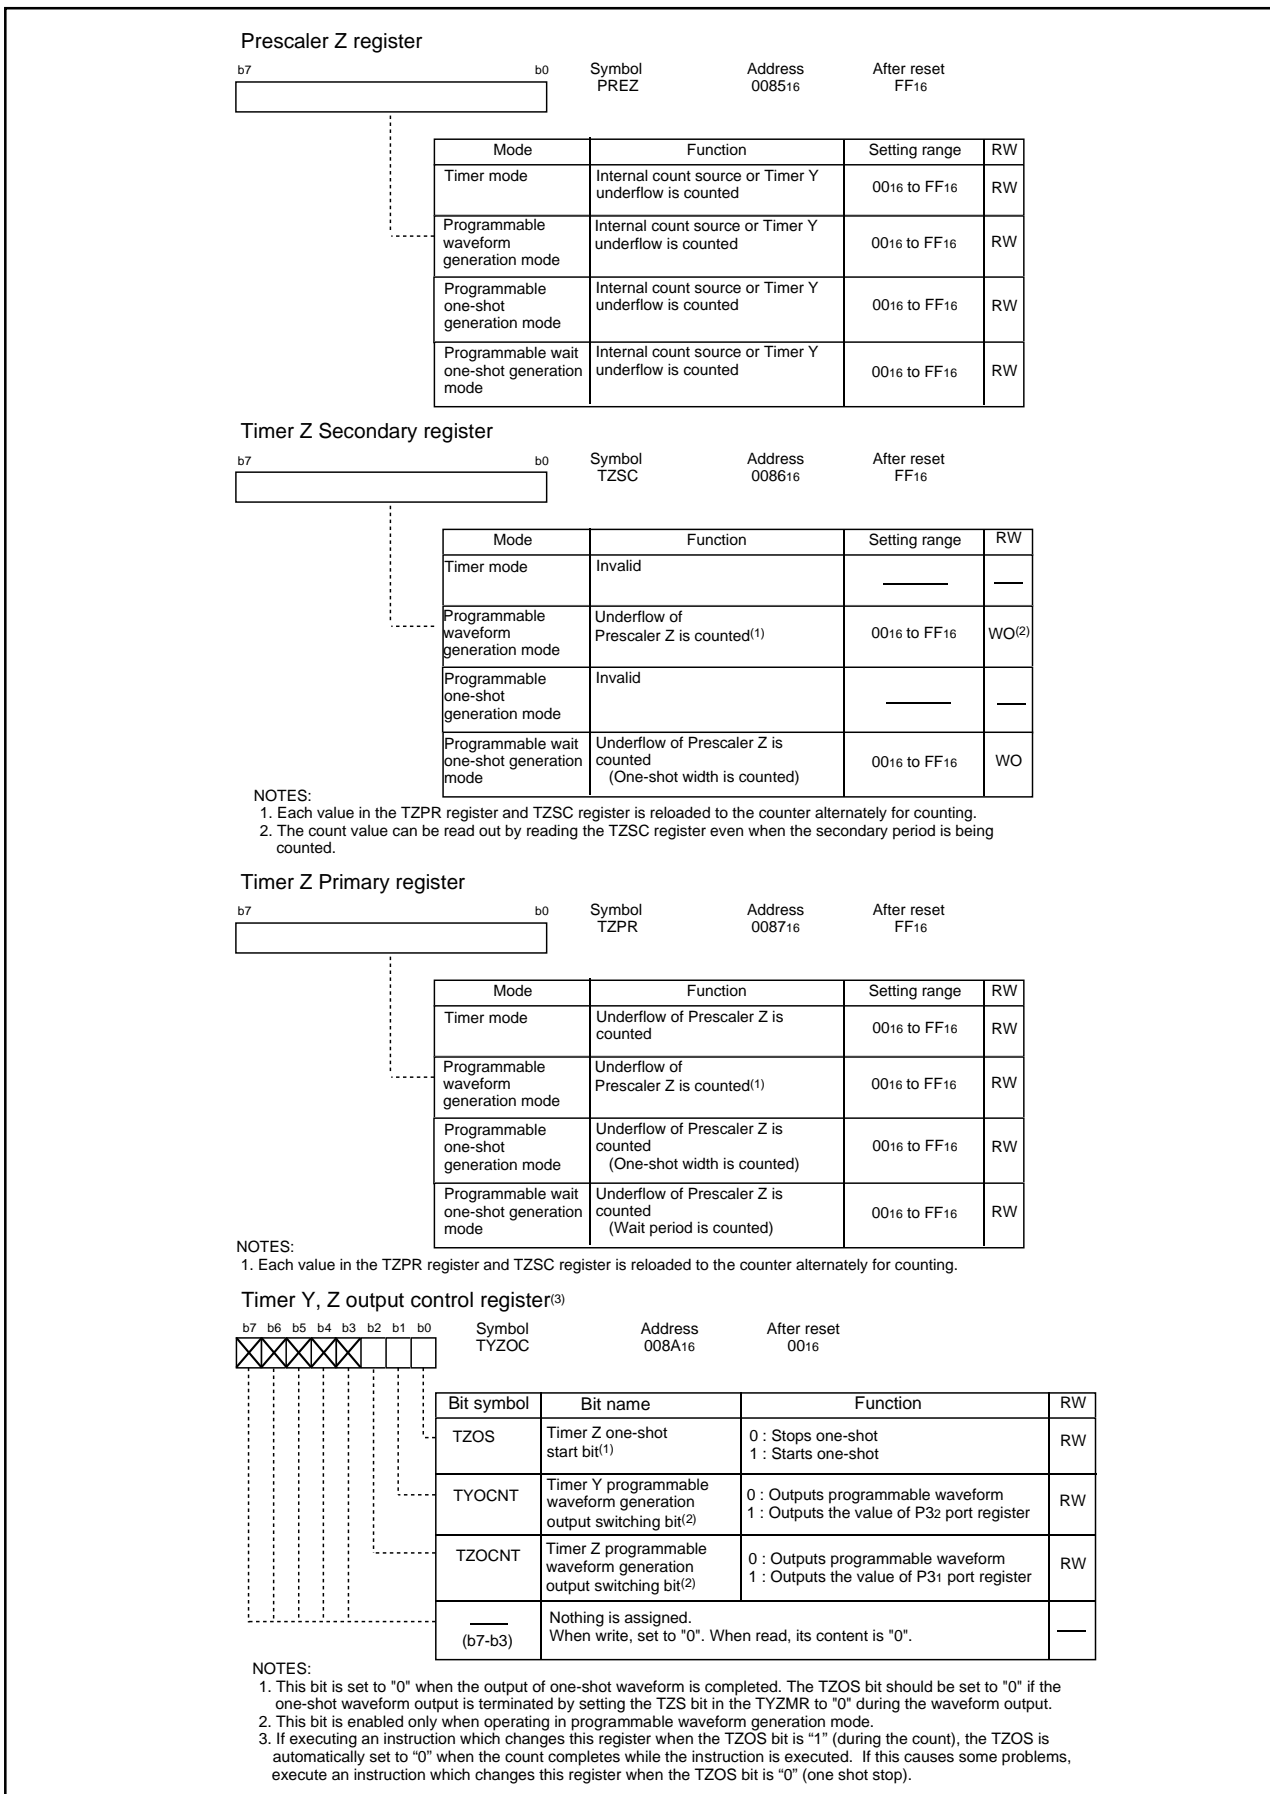 Prescaler Z register
b7 b0 Symbol Address After reset
PREZ 008516 FF16
Mode Function Setting range RW
Timer mode Internal count source or Timer Y
underflow is counted 0016 to FF16 RW
Programmable Internal count source or Timer Y
waveform underflow is counted 0016 to FF16 RW
generation mode
Programmable Internal count source or Timer Y
one-shot underflow is counted 0016 to FF16 RW
generation mode
Programmable wait Internal count source or Timer Y
one-shot generation underflow is counted 0016 to FF16 RW
mode
Timer Z Secondary register
b7 b0 Symbol Address After reset
TZSC 008616 FF16
Mode Function Setting range RW
Timer mode Invalid
Programmable Underflow of
waveform Prescaler Z is counted(1) 0016 to FF16 WO(2)
generation mode
Programmable Invalid
one-shot
generation mode
Programmable wait Underflow of Prescaler Z is
one-shot generation counted 0016 to FF16 WO
mode (One-shot width is counted)
NOTES:
1. Each value in the TZPR register and TZSC register is reloaded to the counter alternately for counting.
2. The count value can be read out by reading the TZSC register even when the secondary period is being
counted.
Timer Z Primary register
b7 b0 Symbol Address After reset
TZPR 008716 FF16
Mode Function Setting range RW
Timer mode Underflow of Prescaler Z is
counted 0016 to FF16 RW
Programmable Underflow of
waveform Prescaler Z is counted(1) 0016 to FF16 RW
generation mode
Programmable Underflow of Prescaler Z is
one-shot counted 0016 to FF16 RW
generation mode (One-shot width is counted)
Programmable wait Underflow of Prescaler Z is
one-shot generation counted 0016 to FF16 RW
mode (Wait period is counted)
NOTES:
1. Each value in the TZPR register and TZSC register is reloaded to the counter alternately for counting.
Timer Y, Z output control register(3)
b7 b6 b5 b4 b3 b2 b1 b0 Symbol Address After reset
TYZOC 008A16 0016
Bit symbol Bit name Function RW
TZOS Timer Z one-shot 0 : Stops one-shot RW
start bit(1) 1 : Starts one-shot
Timer Y programmable
TYOCNT waveform generation 0 : Outputs programmable waveform RW
output switching bit(2) 1 : Outputs the value of P32 port register
Timer Z programmable
TZOCNT waveform generation 0 : Outputs programmable waveform RW
output switching bit(2) 1 : Outputs the value of P31 port register
Nothing is assigned.
(b7-b3) When write, set to "0". When read, its content is "0".
NOTES:
1. This bit is set to "0" when the output of one-shot waveform is completed. The TZOS bit should be set to "0" if the
one-shot waveform output is terminated by setting the TZS bit in the TYZMR to "0" during the waveform output.
2. This bit is enabled only when operating in programmable waveform generation mode.
3. If executing an instruction which changes this register when the TZOS bit is “1” (during the count), the TZOS is
automatically set to “0” when the count completes while the instruction is executed. If this causes some problems,
execute an instruction which changes this register when the TZOS bit is “0” (one shot stop).